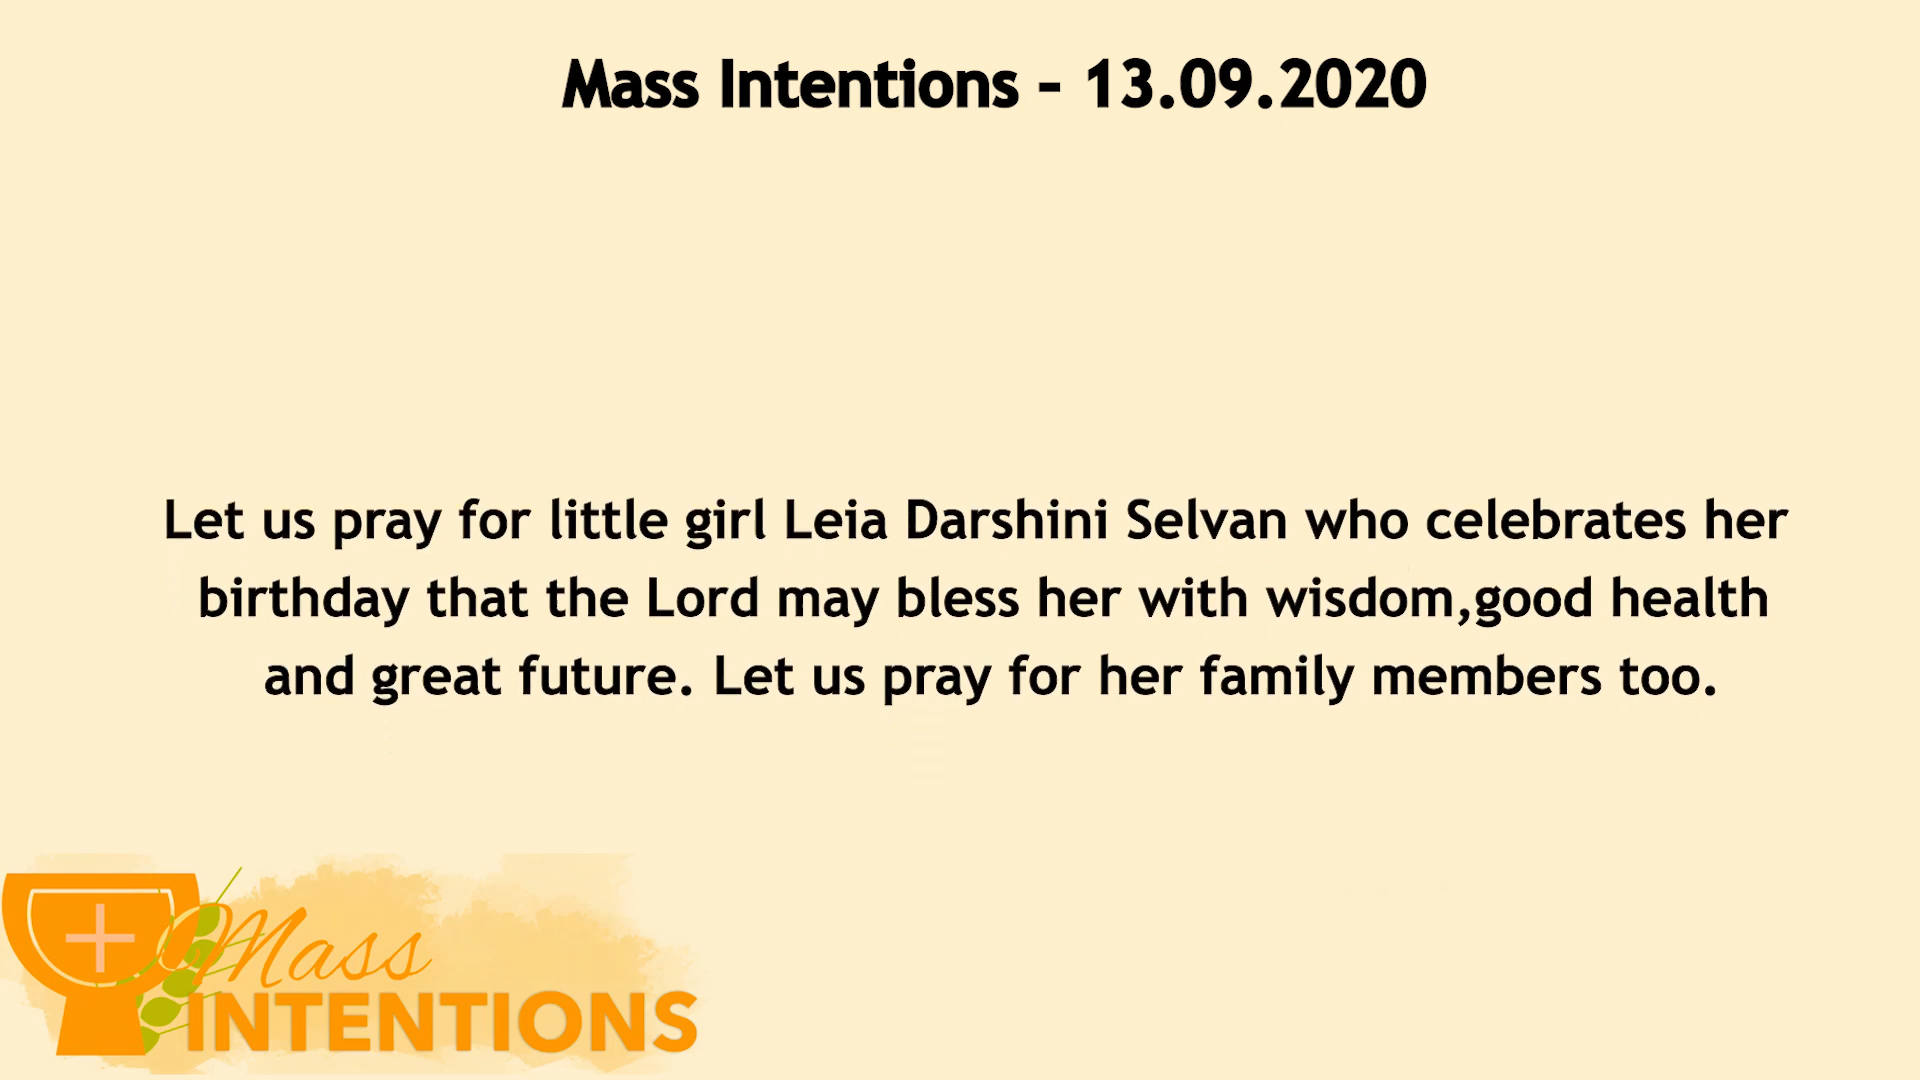 Mass Intentions – 13.09.2020
Let us pray for little girl Leia Darshini Selvan who celebrates her
birthday that the Lord may bless her with wisdom,good health
and great future. Let us pray for her family members too.
Mass
INTENTIONS